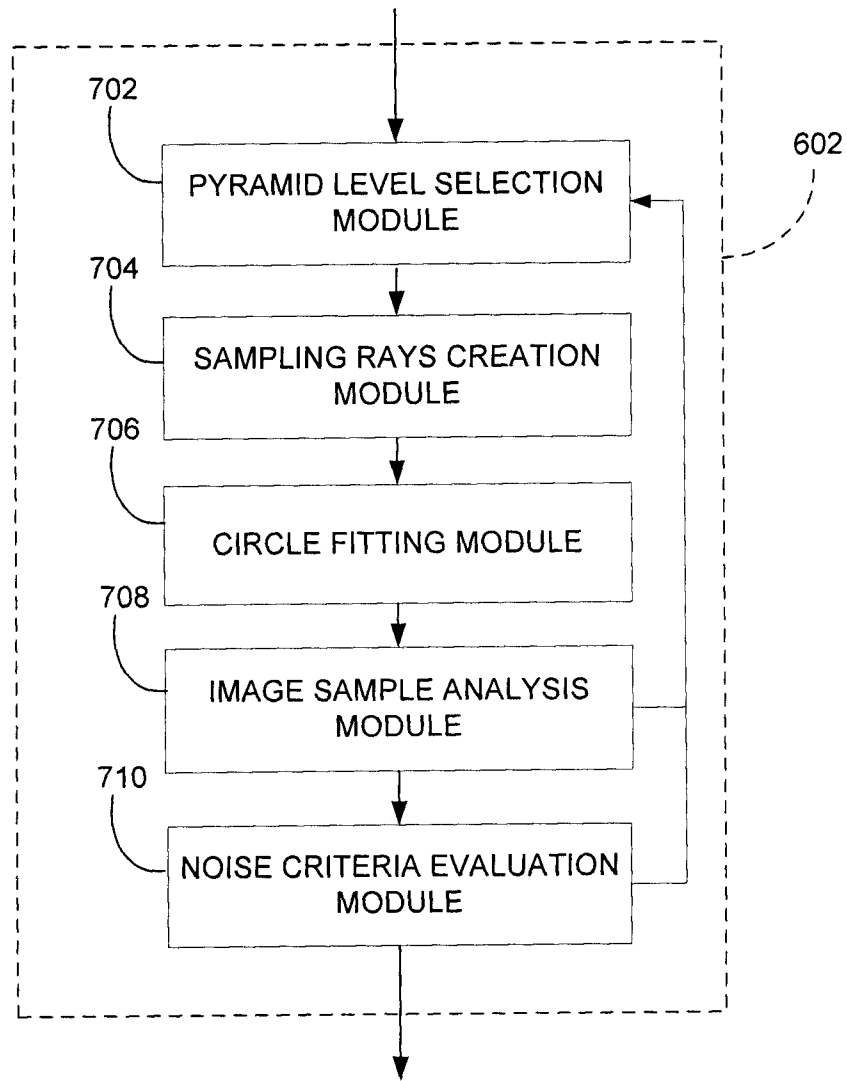 702
602
PYRAMID LEVEL SELECTION
MODULE
704
SAMPLING RAYS CREATION
MODULE
706
CIRCLE FITTING MODULE
708
IMAGE SAMPLE ANALYSIS
MODULE
710
NOISE CRITERIA EVALUATION
MODULE